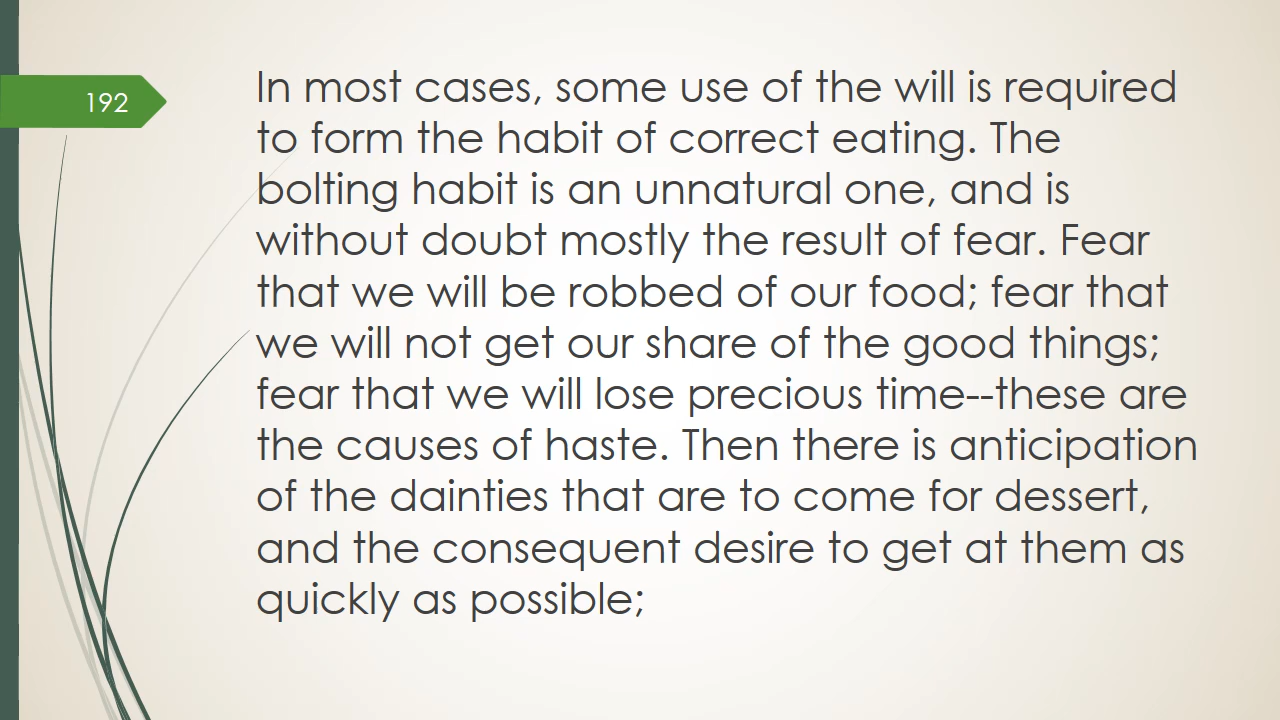 192
In most cases, some use of the will is required
to form the habit of correct eating. The
bolting habit is an unnatural one, and is
without doubt mostly the result of fear. Fear
that we will be robbed of our food; fear that
we will not get our share of the good things;
fear that we will lose precious time--these are
the causes of haste. Then there is anticipation
of the dainties that are to come for dessert,
and the consequent desire to get at them as
quickly as possible;